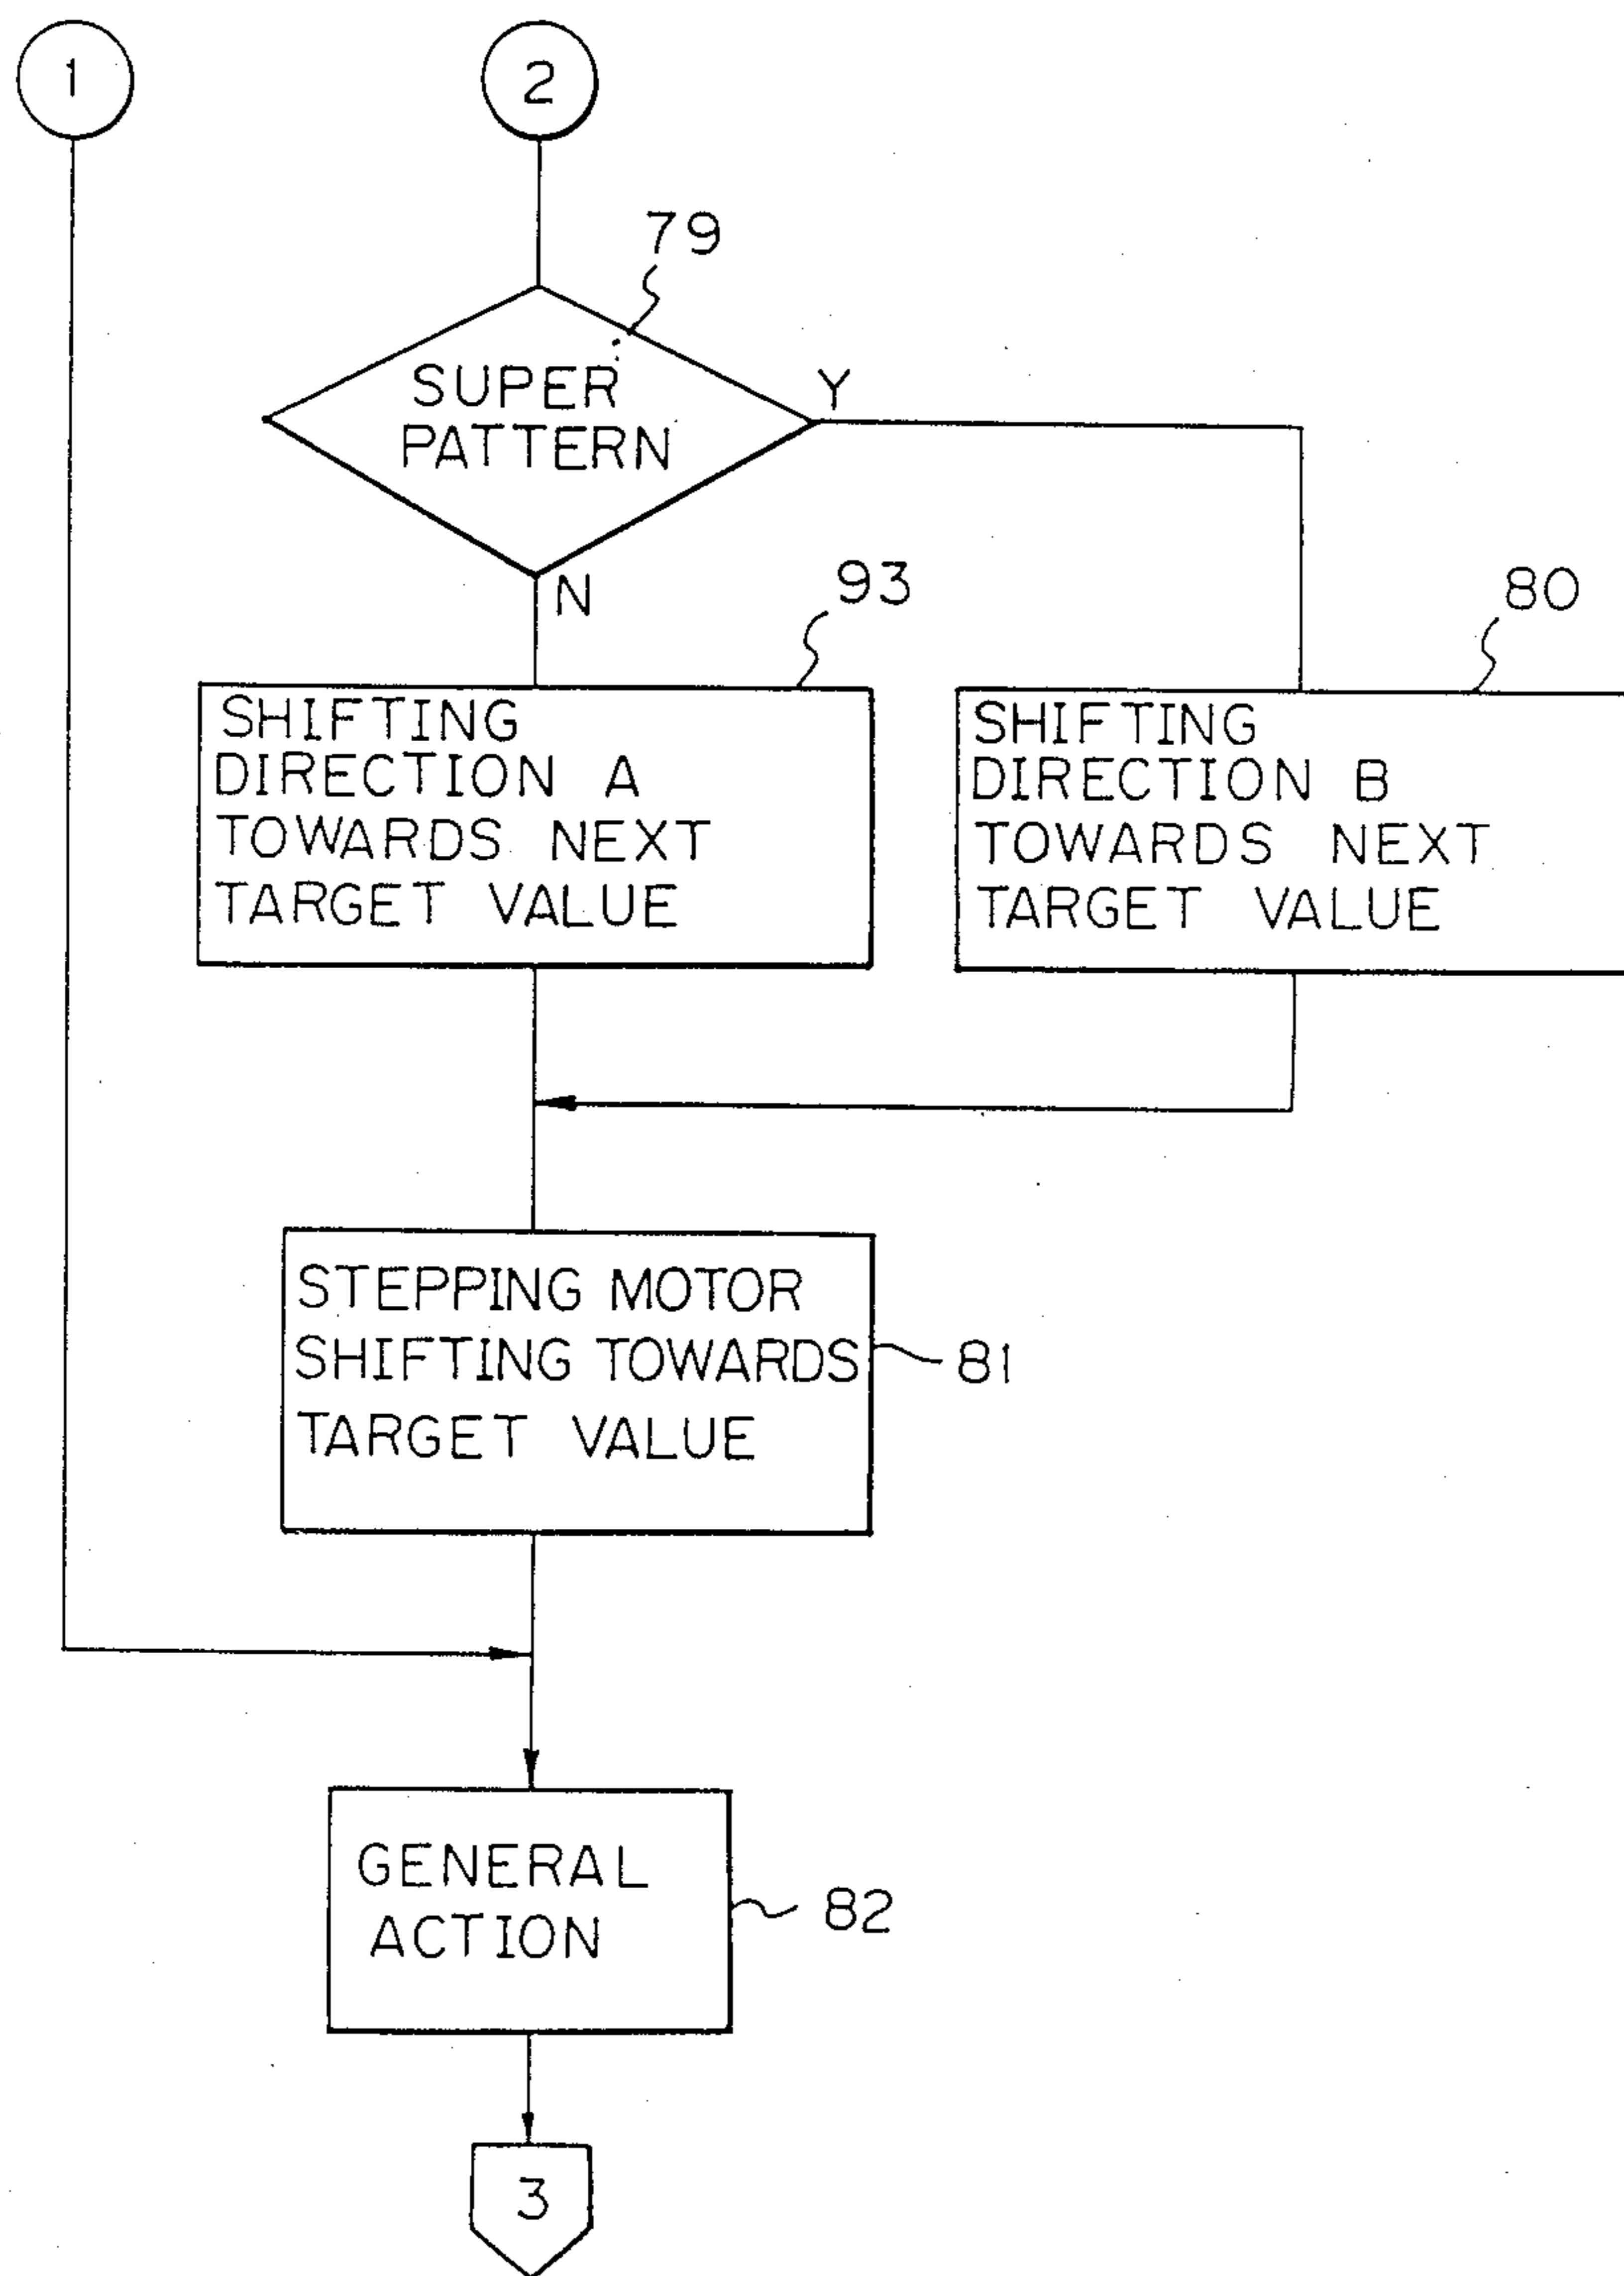 1
2
79
SUPER
PATTERN
Y
N
93
80
SHIFTING
DIRECTION A
TOWARDS NEXT
TARGET VALUE
SHIFTING
DIRECTION B
TOWARDS NEXT
TARGET VALUE
STEPPING MOTOR
SHIFTING TOWARDS
TARGET VALUE
81
GENERAL
ACTION
82
3